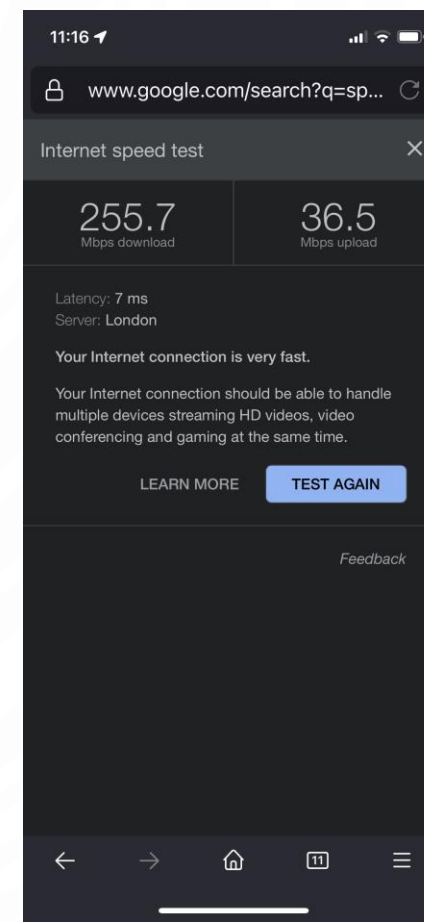 11:16
www.google.com/search?q=sp...
Internet speed test
255.7
Mbps download
36.5
Mbps upload
Latency: 7 ms
Server: London
Your Internet connection is very fast.
Your Internet connection should be able to handle
multiple devices streaming HD videos, video
conferencing and gaming at the same time.
LEARN MORE
TEST AGAIN
Feedback
11